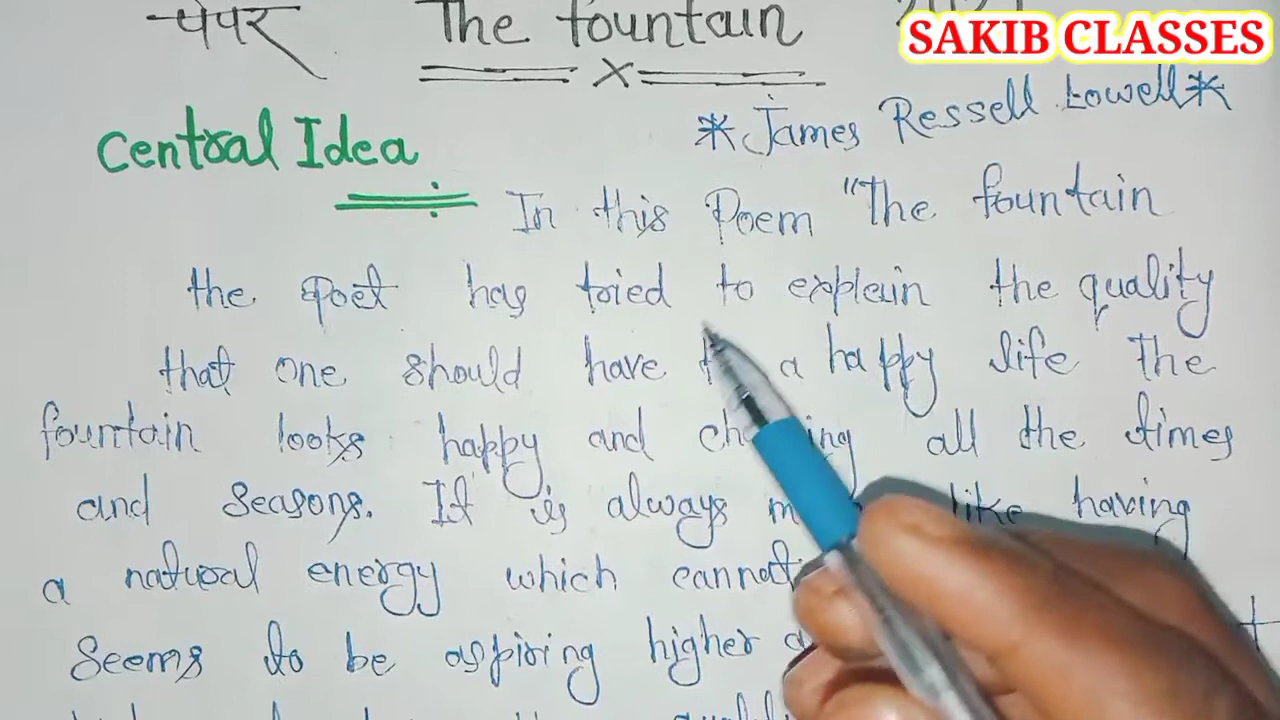 पेपर The fountain
SAKIB CLASSES
*James Ressell Lowell*
Central Idea
In this Poem "The fountain
the Poet has tried to explain the quality
that one should have a happy life The
fountain looks happy and all the times
and seasons. It is always like having
a natural energy which cannot
Seems to be aspiring higher